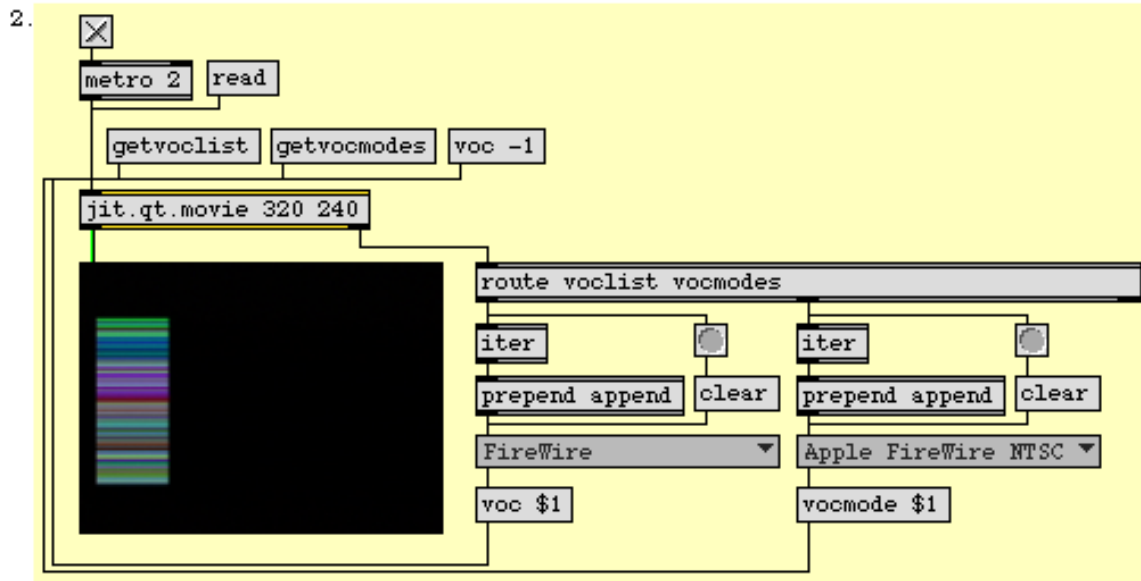 2.
metro 2
read
getvoclist
getvocmodes
voc -1
jit.qt.movie 320 240
route voclist vocmodes
iter
iter
prepend append
clear
prepend append
clear
FireWire
Apple FireWire NTSC
voc $1
vocmode $1